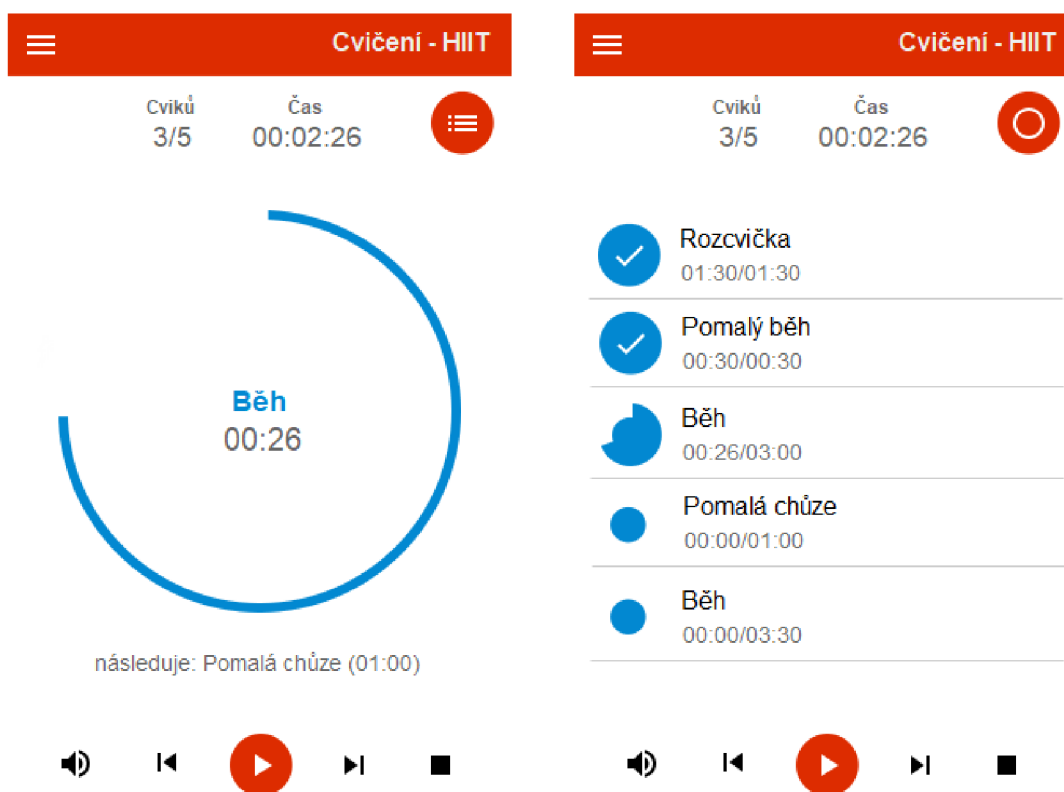 Cvičení - HIIT
Cviků Čas
3/5 00:02:26
Běh
00:26
následuje: Pomalá chůze (01:00)
Cvičení - HIIT
Cviků Čas
3/5 00:02:26
Rozcvička
01:30/01:30
Pomalý běh
00:30/00:30
Běh
00:26/03:00
Pomalá chůze
00:00/01:00
Běh
00:00/03:30